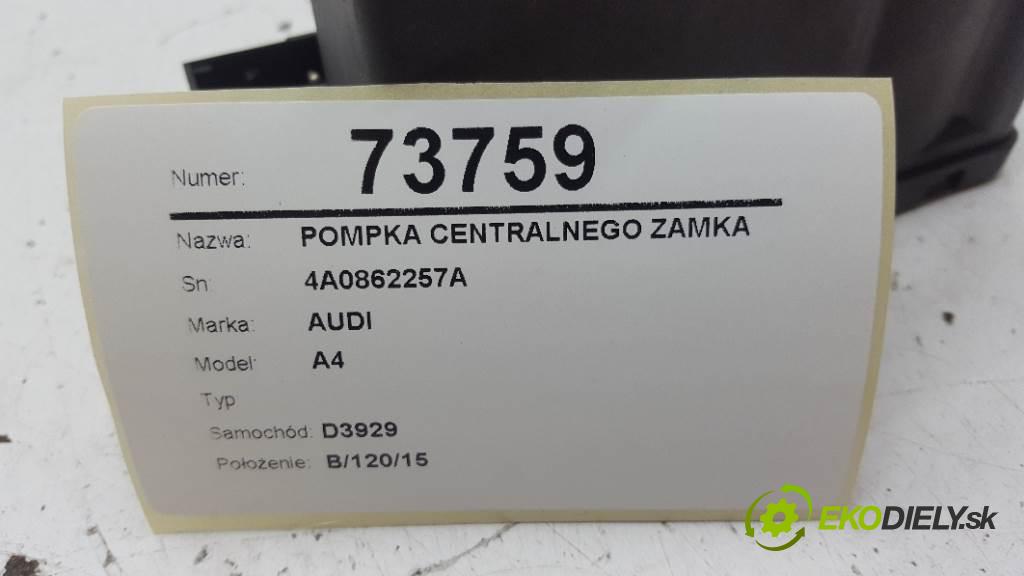 Numer: 73759
Nazwa: POMPKA CENTRALNEGO ZAMKA
Sn: 4A0862257A
Marka: AUDI
Model: A4
Typ
Samochód: D3929
Położenie: B/120/15
EKODIELY.sk